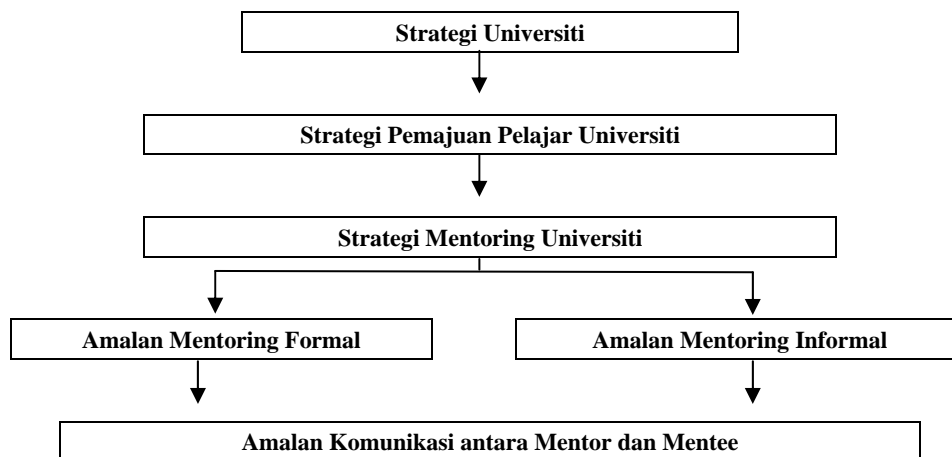 Strategi Universiti
Strategi Pemajuan Pelajar Universiti
Strategi Mentoring Universiti
Amalan Mentoring Formal
Amalan Mentoring Informal
Amalan Komunikasi antara Mentor dan Mentee